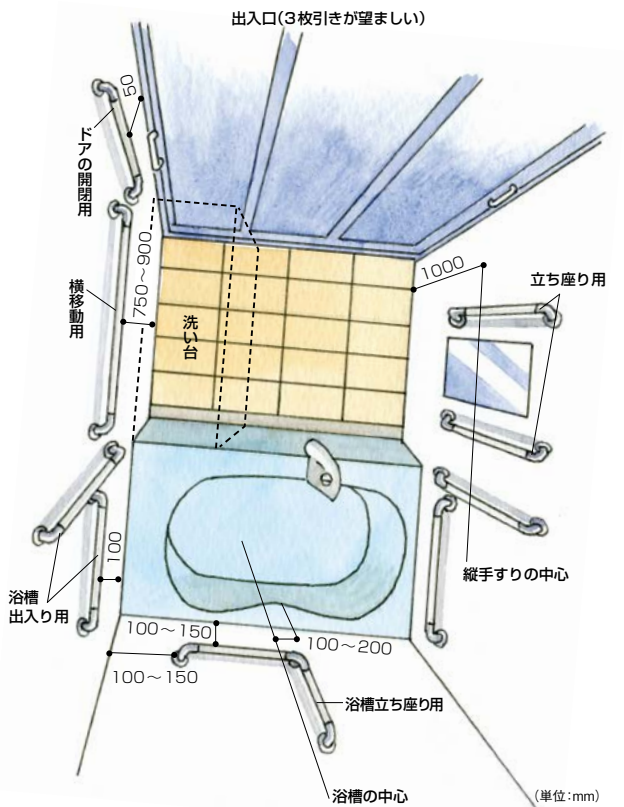 出入口（3枚引きが望ましい）
50
ドアの開閉用
750～900
1000
立ち座り用
横移動用
洗い台
縦手すりの中心
100
浴槽
出入り用
100～150
100～200
100～150
浴槽立ち座り用
浴槽の中心
（単位：mm）